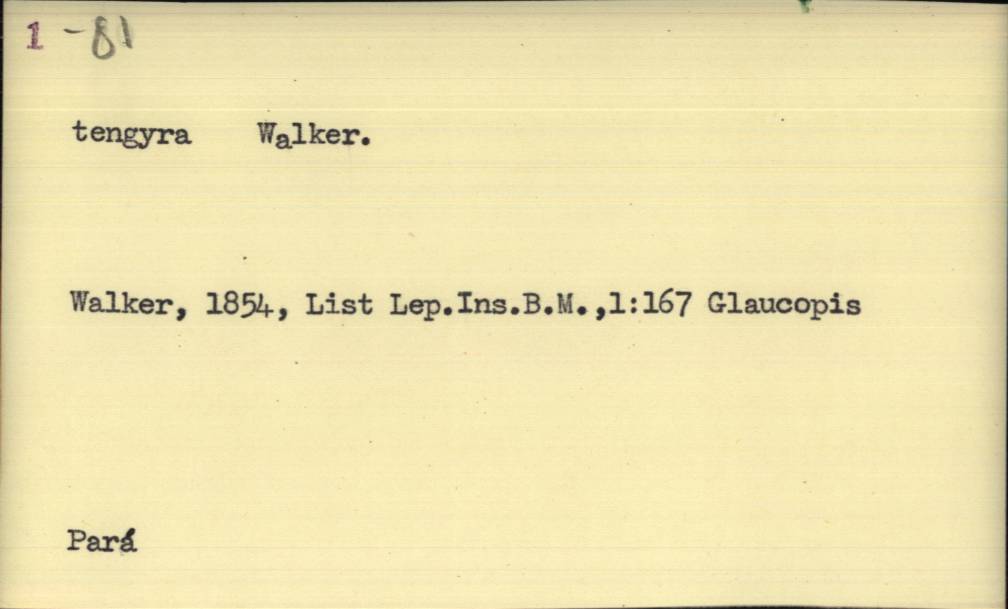 1 -81
tengyra Walker.
Walker, 1854, List Lep.Ins.B.M.,1:167 Glaucopis
Pará